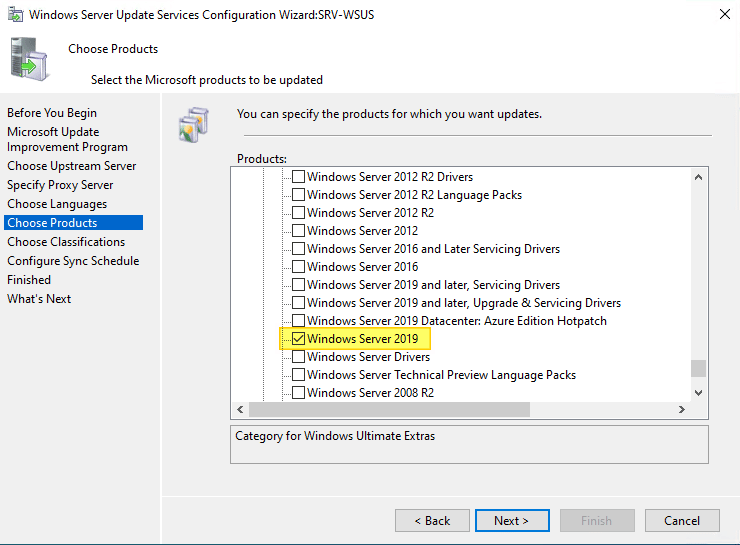 Windows Server Update Services Configuration Wizard:SRV-WSUS
Choose Products
Select the Microsoft products to be updated
Before You Begin
Microsoft Update
Improvement Program
Choose Upstream Server
Specify Proxy Server
Choose Languages
Choose Products
Choose Classifications
Configure Sync Schedule
Finished
What's Next
You can specify the products for which you want updates.
Products:
Windows Server 2012 R2 Drivers
Windows Server 2012 R2 Language Packs
Windows Server 2012 R2
Windows Server 2012
Windows Server 2016 and Later Servicing Drivers
Windows Server 2016
Windows Server 2019 and later, Servicing Drivers
Windows Server 2019 and later, Upgrade & Servicing Drivers
Windows Server 2019 Datacenter: Azure Edition Hotpatch
Windows Server 2019
Windows Server Drivers
Windows Server Technical Preview Language Packs
Windows Server 2008 R2
Category for Windows Ultimate Extras
< Back
Next >
Finish
Cancel